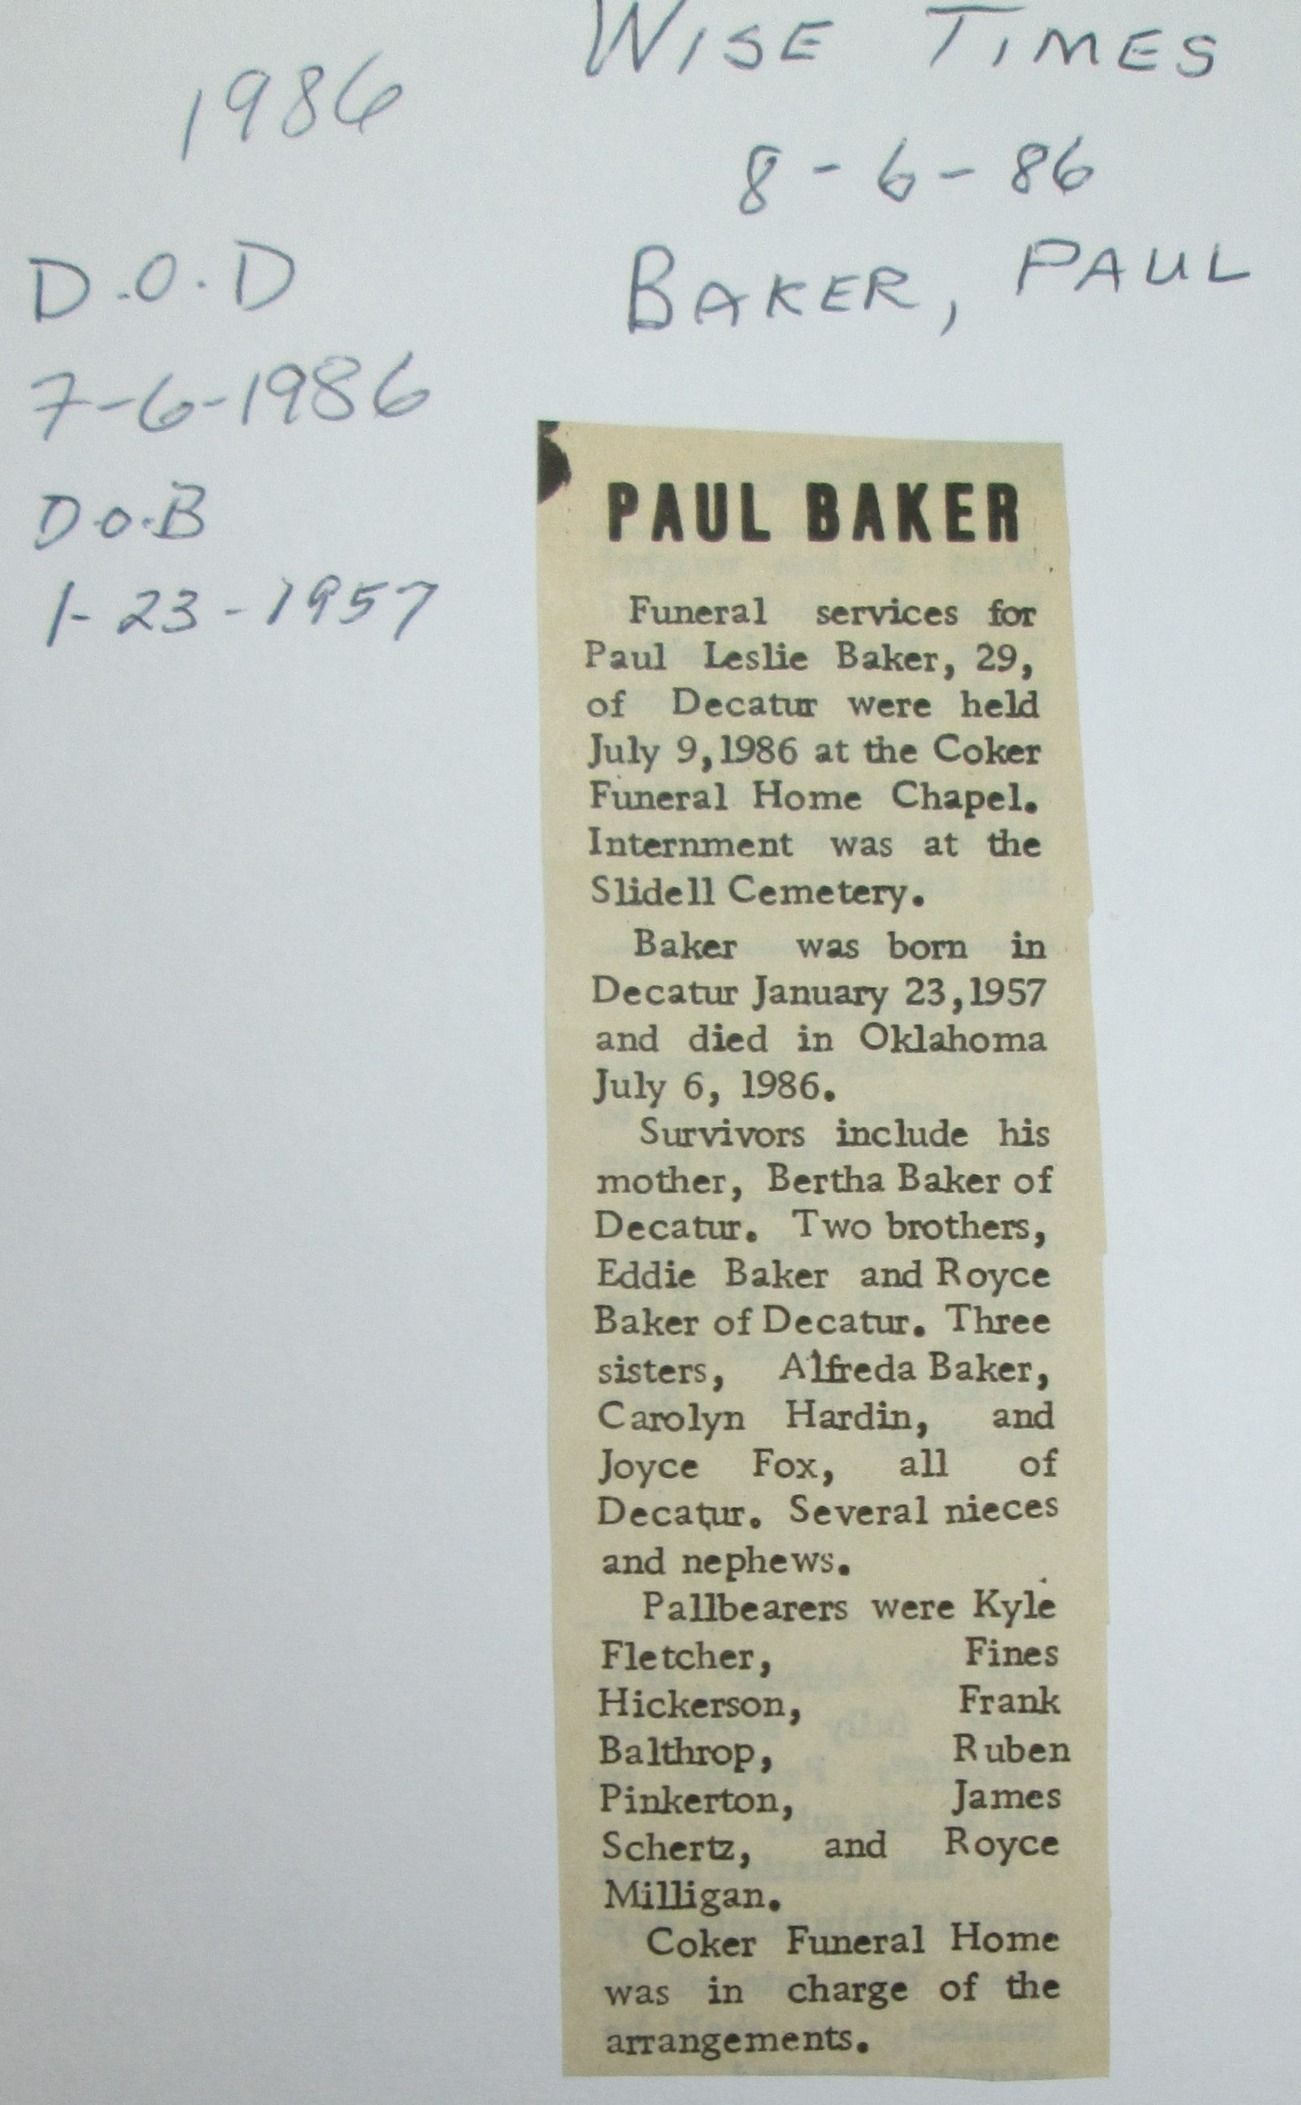 1986
WISE TIMES
8-6-86
BAKER, PAUL
D.O.D
7-6-1986
D.O.B
1-23-1957
PAUL BAKER
Funeral services for
Paul Leslie Baker, 29,
of Decatur were held
July 9,1986 at the Coker
Funeral Home Chapel.
Internment was at the
Slidell Cemetery.
Baker was born in
Decatur January 23,1957
and died in Oklahoma
July 6, 1986.
Survivors include his
mother, Bertha Baker of
Decatur. Two brothers,
Eddie Baker and Royce
Baker of Decatur. Three
sisters, Alfreda Baker,
Carolyn Hardin, and
Joyce Fox, all of
Decatur. Several nieces
and nephews.
Pallbearers were Kyle
Fletcher, Fines
Hickerson, Frank
Balthrop, Ruben
Pinkerton, James
Schertz, and Royce
Milligan.
Coker Funeral Home
was in charge of the
arrangements.